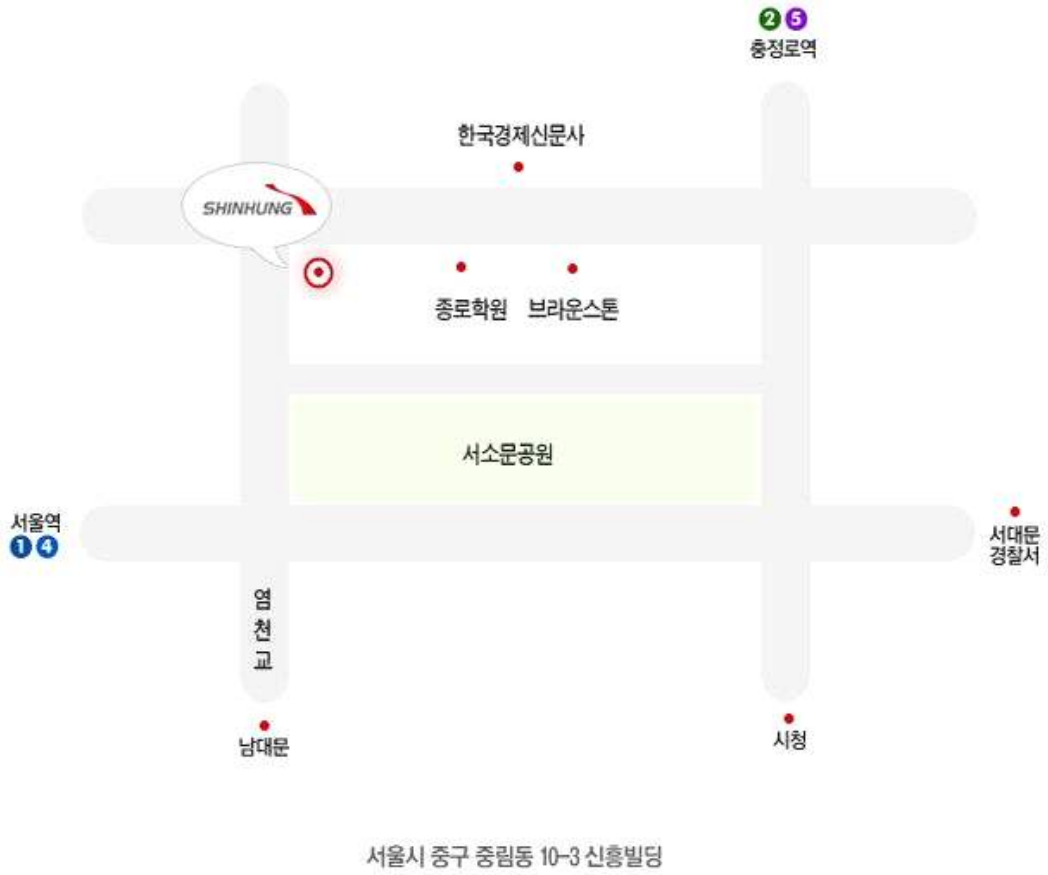 2 5
충정로역
한국경제신문사
SHINHUNG
종로학원 브라운스톤
서소문공원
서울역
1 4
서대문
경찰서
염
천
교
남대문
시청
서울시 중구 중림동 10-3 신흥빌딩